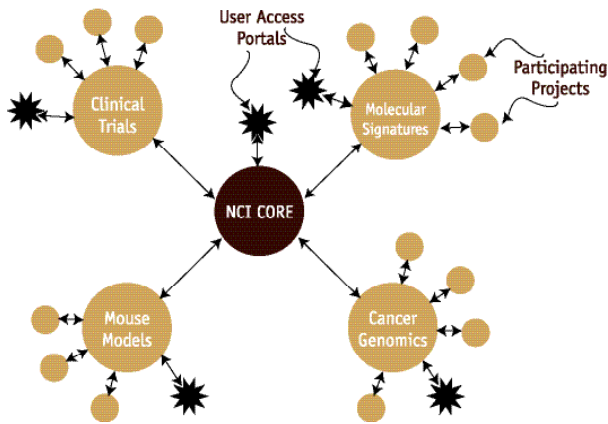 User Access
Portals
Clinical
Trials
Molecular
Signatures
Participating
Projects
NCI CORE
Mouse
Models
Cancer
Genomics